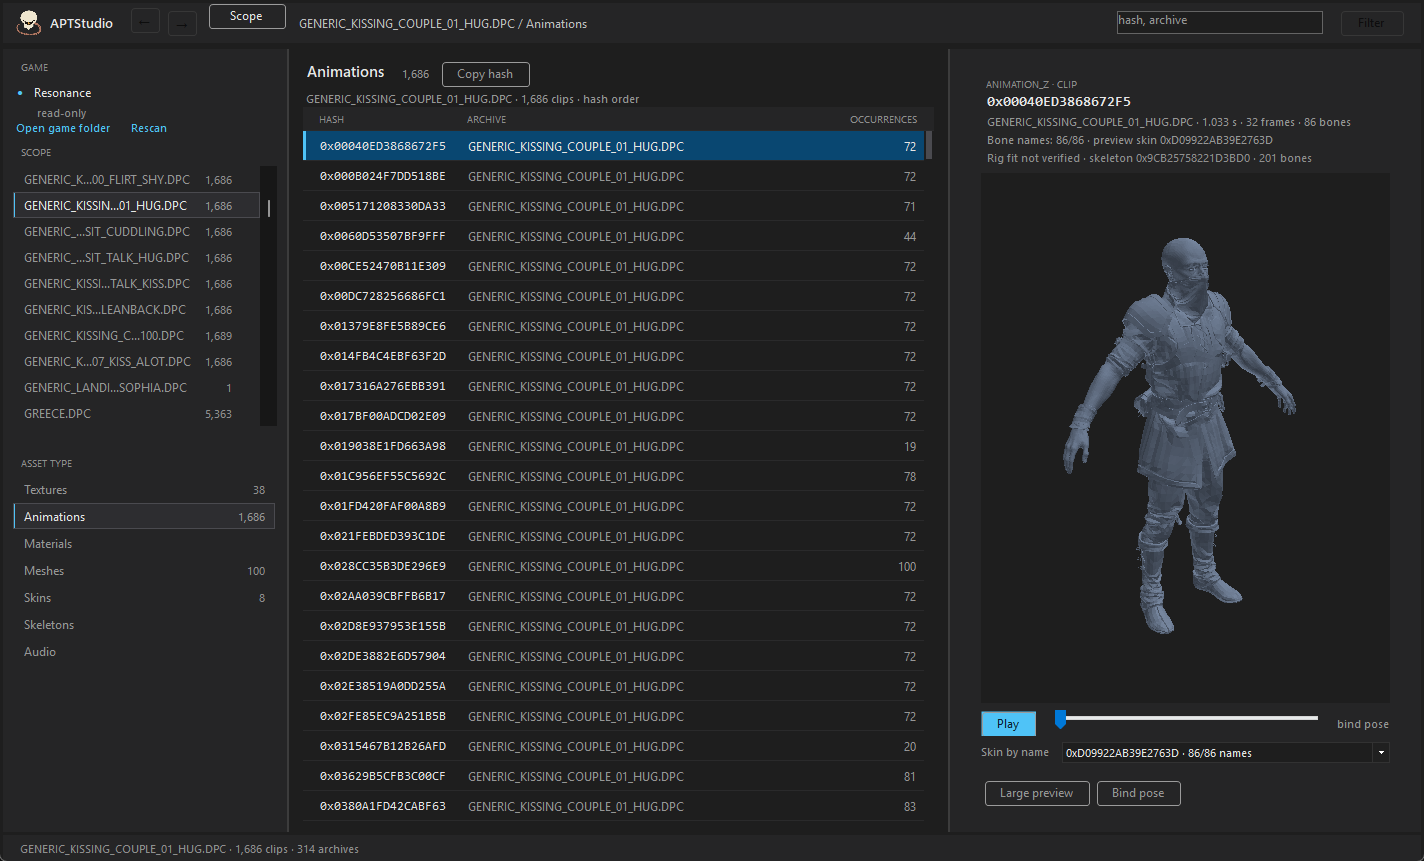 APTStudio ← → Scope GENERIC_KISSING_COUPLE_01_HUG.DPC / Animations hash, archive Filter
GAME
Resonance
read-only
Open game folder Rescan
SCOPE
GENERIC_K...00_FLIRT_SHY.DPC 1,686
GENERIC_KISSIN...01_HUG.DPC 1,686
GENERIC_...SIT_CUDDLING.DPC 1,686
GENERIC_...SIT_TALK_HUG.DPC 1,686
GENERIC_KISSI...TALK_KISS.DPC 1,686
GENERIC_KIS...LEANBACK.DPC 1,686
GENERIC_KISSING_C...100.DPC 1,689
GENERIC_K...07_KISS_ALOT.DPC 1,686
GENERIC_LANDI...SOPHIA.DPC 1
GREECE.DPC 5,363
ASSET TYPE
Textures 38
Animations 1,686
Materials
Meshes 100
Skins 8
Skeletons
Audio
Animations 1,686 Copy hash
GENERIC_KISSING_COUPLE_01_HUG.DPC · 1,686 clips · hash order
HASH ARCHIVE OCCURRENCES
0x00040ED3868672F5 GENERIC_KISSING_COUPLE_01_HUG.DPC 72
0x000B024F7DD518BE GENERIC_KISSING_COUPLE_01_HUG.DPC 72
0x005171208330DA33 GENERIC_KISSING_COUPLE_01_HUG.DPC 71
0x0060D53507BF9FFF GENERIC_KISSING_COUPLE_01_HUG.DPC 44
0x00CE52470B11E309 GENERIC_KISSING_COUPLE_01_HUG.DPC 72
0x00DC728256686FC1 GENERIC_KISSING_COUPLE_01_HUG.DPC 72
0x01379E8FE5B89CE6 GENERIC_KISSING_COUPLE_01_HUG.DPC 72
0x014FB4C4EBF63F2D GENERIC_KISSING_COUPLE_01_HUG.DPC 72
0x017316A276EBB391 GENERIC_KISSING_COUPLE_01_HUG.DPC 72
0x017BF00ADCD02E09 GENERIC_KISSING_COUPLE_01_HUG.DPC 72
0x019038E1FD663A98 GENERIC_KISSING_COUPLE_01_HUG.DPC 19
0x01C956EF55C5692C GENERIC_KISSING_COUPLE_01_HUG.DPC 78
0x01FD420FAF00A8B9 GENERIC_KISSING_COUPLE_01_HUG.DPC 72
0x021FEBDED393C1DE GENERIC_KISSING_COUPLE_01_HUG.DPC 72
0x028CC35B3DE296E9 GENERIC_KISSING_COUPLE_01_HUG.DPC 100
0x02AA039CBFFB6B17 GENERIC_KISSING_COUPLE_01_HUG.DPC 72
0x02D8E937953E155B GENERIC_KISSING_COUPLE_01_HUG.DPC 72
0x02DE3882E6D57904 GENERIC_KISSING_COUPLE_01_HUG.DPC 72
0x02E38519A0DD255A GENERIC_KISSING_COUPLE_01_HUG.DPC 72
0x02FE85EC9A251B5B GENERIC_KISSING_COUPLE_01_HUG.DPC 72
0x0315467B12B26AFD GENERIC_KISSING_COUPLE_01_HUG.DPC 20
0x03629B5CFB3C00CF GENERIC_KISSING_COUPLE_01_HUG.DPC 81
0x0380A1FD42CABF63 GENERIC_KISSING_COUPLE_01_HUG.DPC 83
ANIMATION_Z · CLIP
0x00040ED3868672F5
GENERIC_KISSING_COUPLE_01_HUG.DPC · 1.033 s · 32 frames · 86 bones
Bone names: 86/86 · preview skin 0xD09922AB39E2763D
Rig fit not verified · skeleton 0x9CB25758221D3BD0 · 201 bones
Play bind pose
Skin by name 0xD09922AB39E2763D · 86/86 names
Large preview Bind pose
GENERIC_KISSING_COUPLE_01_HUG.DPC · 1,686 clips · 314 archives